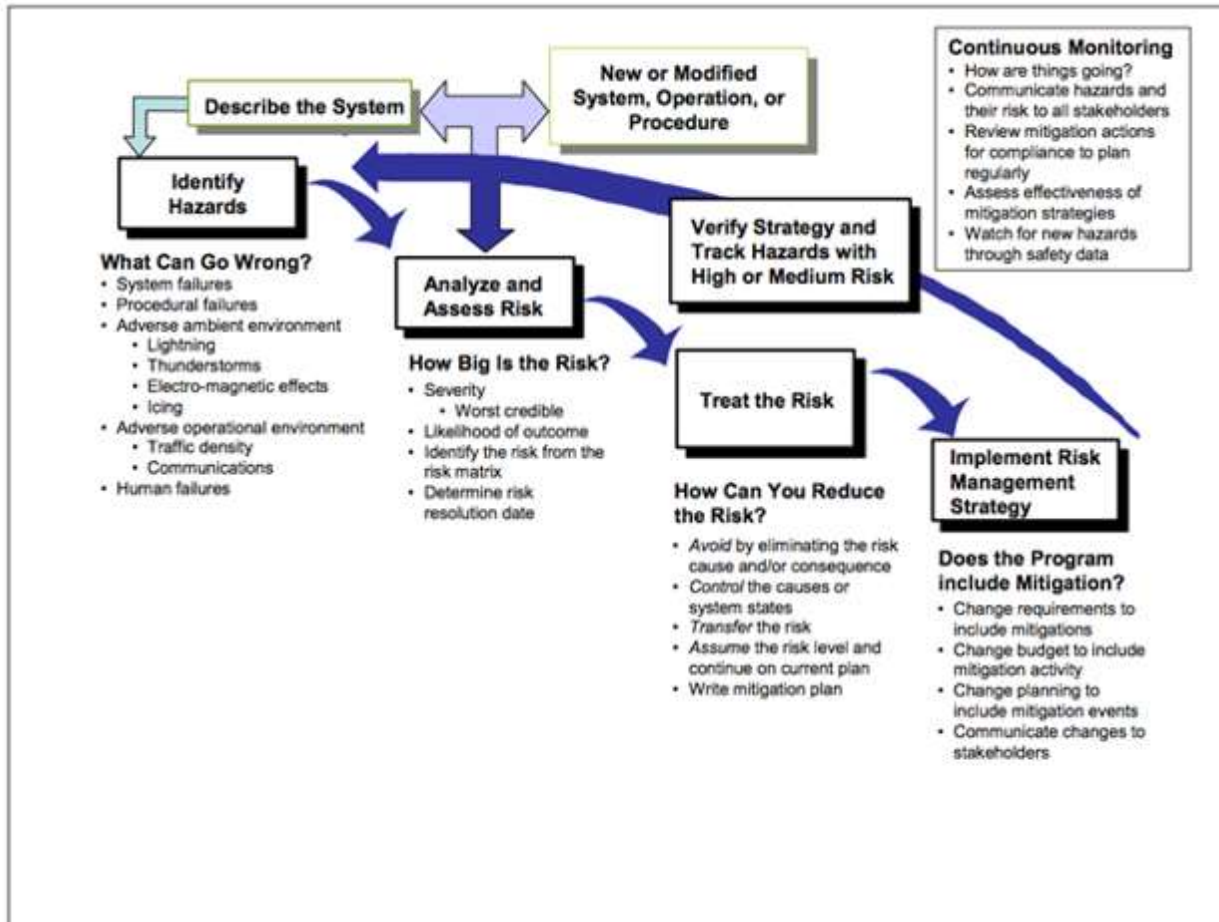 Describe the System
New or Modified
System, Operation, or
Procedure
Continuous Monitoring
• How are things going?
• Communicate hazards and
their risk to all stakeholders
• Review mitigation actions
for compliance to plan
regularly
• Assess effectiveness of
mitigation strategies
• Watch for new hazards
through safety data
Identify
Hazards
What Can Go Wrong?
• System failures
• Procedural failures
• Adverse ambient environment
• Lightning
• Thunderstorms
• Electro-magnetic effects
• Icing
• Adverse operational environment
• Traffic density
• Communications
• Human failures
Analyze and
Assess Risk
How Big Is the Risk?
• Severity
• Worst credible
• Likelihood of outcome
• Identify the risk from the
risk matrix
• Determine risk
resolution date
Verify Strategy and
Track Hazards with
High or Medium Risk
Treat the Risk
How Can You Reduce
the Risk?
• Avoid by eliminating the risk
cause and/or consequence
• Control the causes or
system states
• Transfer the risk
• Assume the risk level and
continue on current plan
• Write mitigation plan
Implement Risk
Management
Strategy
Does the Program
include Mitigation?
• Change requirements to
include mitigations
• Change budget to include
mitigation activity
• Change planning to
include mitigation events
• Communicate changes to
stakeholders